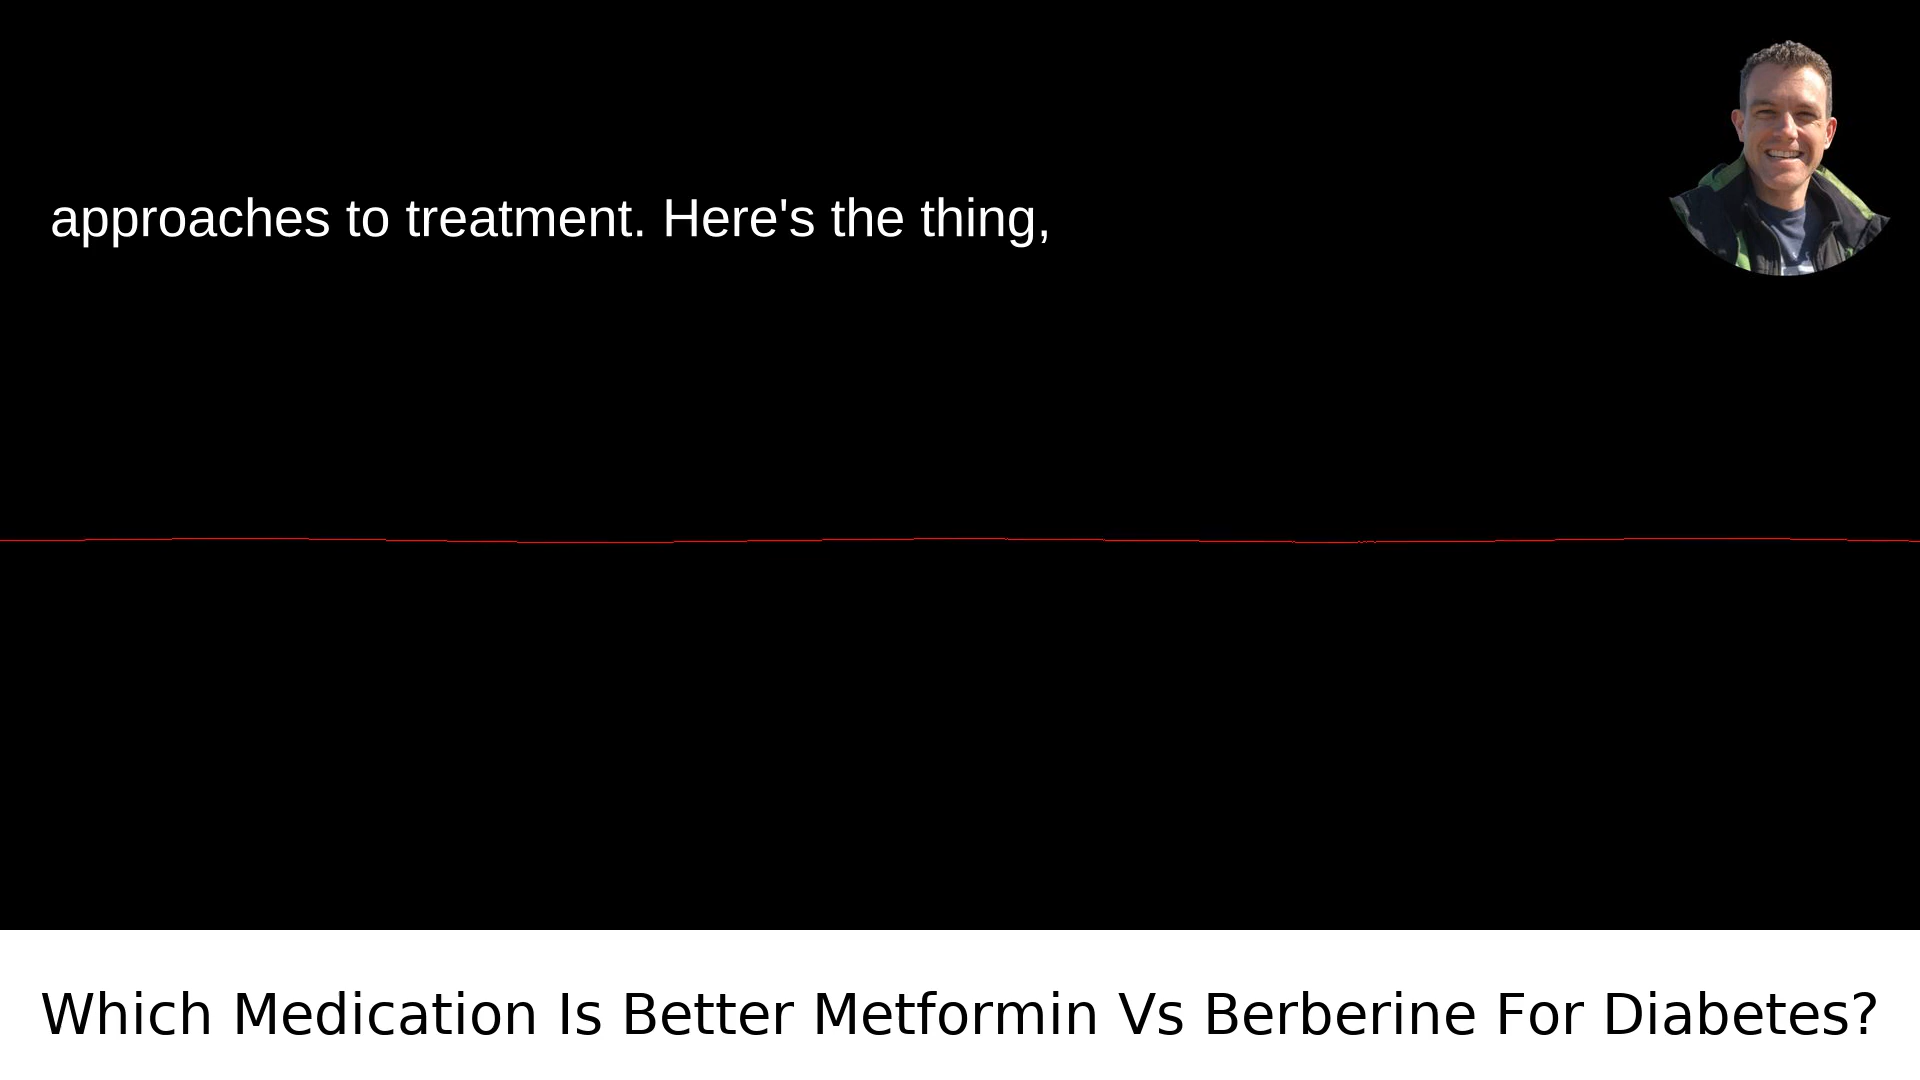 approaches to treatment. Here's the thing,
Which Medication Is Better Metformin Vs Berberine For Diabetes?